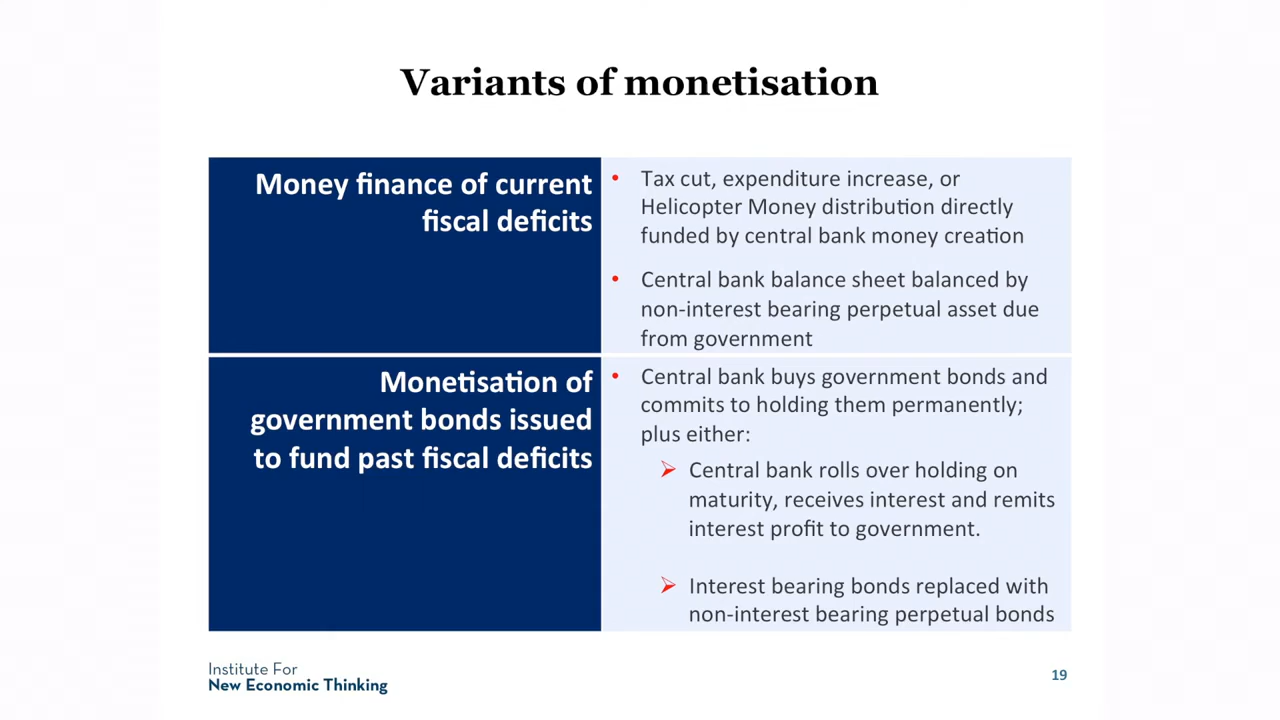 Variants of monetisation
Money finance of current
fiscal deficits
• Tax cut, expenditure increase, or
Helicopter Money distribution directly
funded by central bank money creation
• Central bank balance sheet balanced by
non-interest bearing perpetual asset due
from government
Monetisation of
government bonds issued
to fund past fiscal deficits
• Central bank buys government bonds and
commits to holding them permanently;
plus either:
➢ Central bank rolls over holding on
maturity, receives interest and remits
interest profit to government.
➢ Interest bearing bonds replaced with
non-interest bearing perpetual bonds
Institute For
New Economic Thinking
19